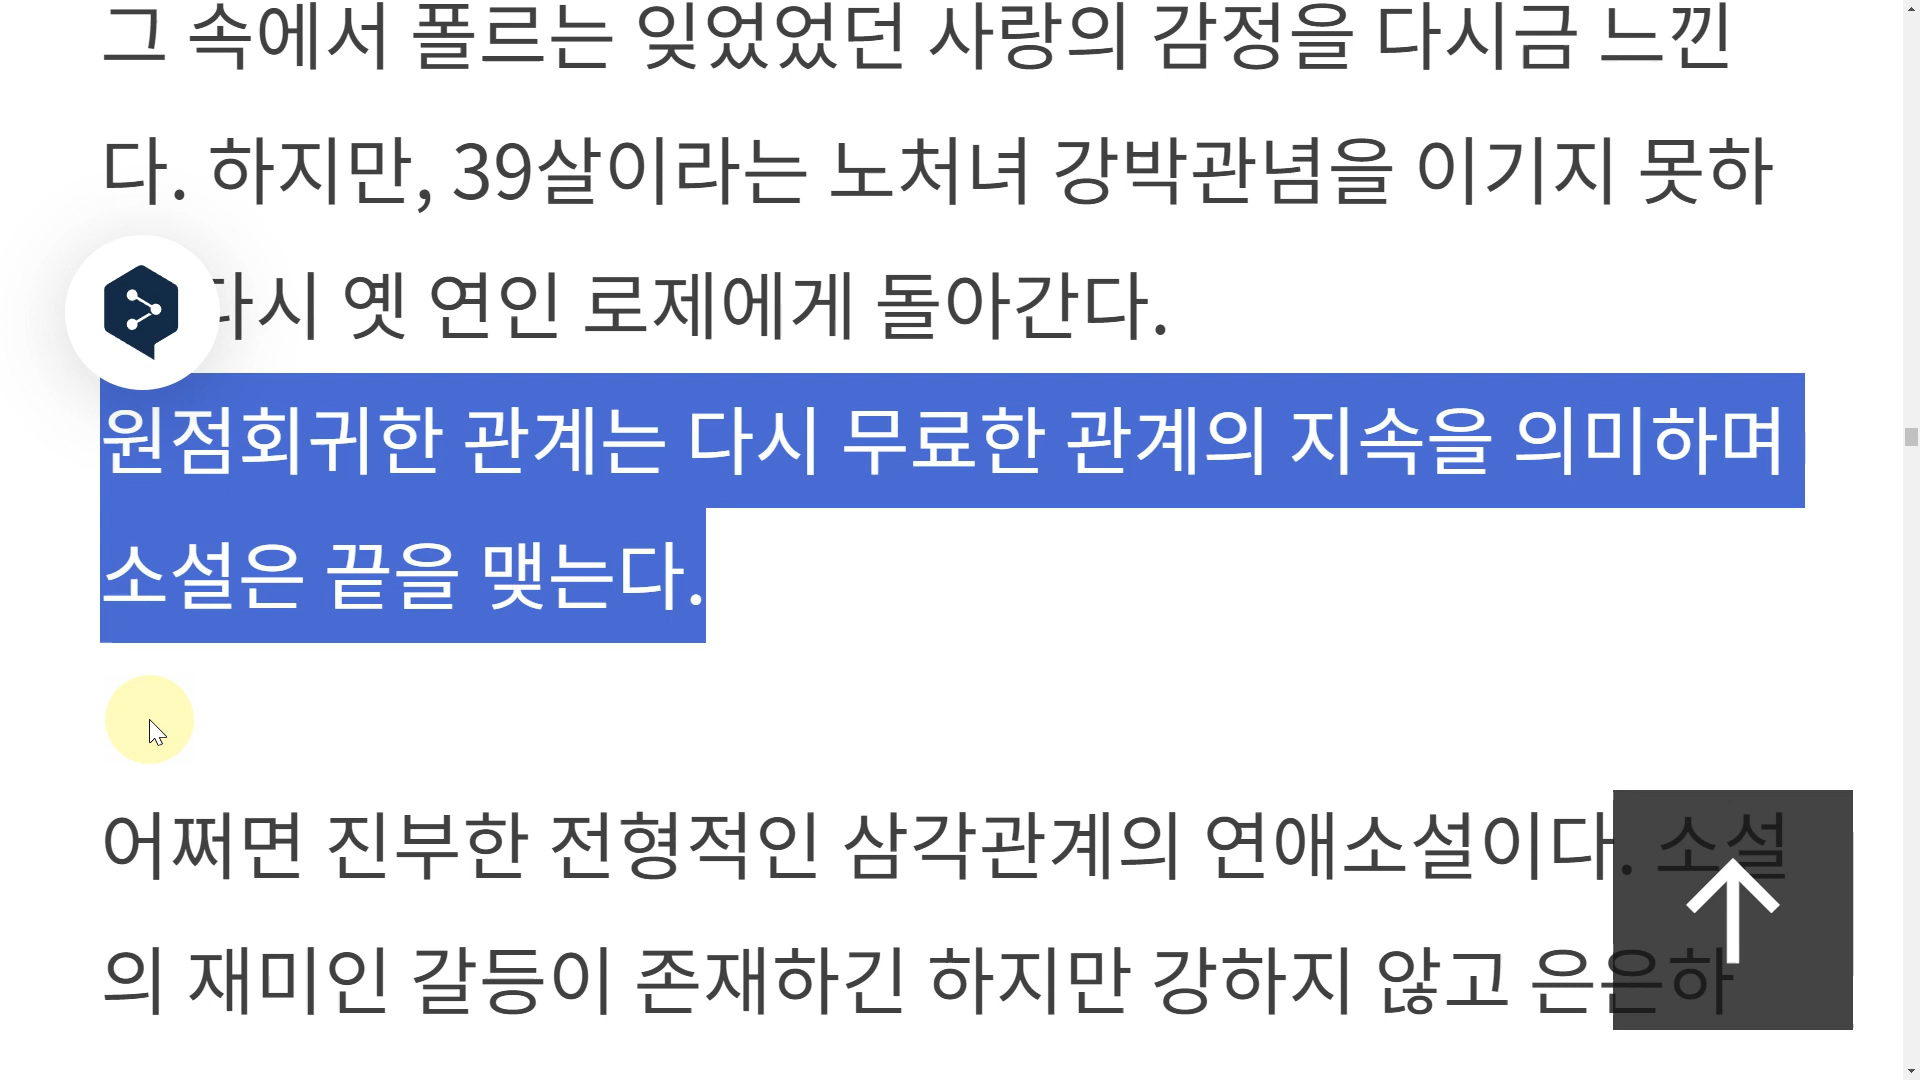 그 속에서 폴르는 잊었었던 사랑의 감정을 다시금 느낀
다. 하지만, 39살이라는 노처녀 강박관념을 이기지 못하
다시 옛 연인 로제에게 돌아간다.
원점회귀한 관계는 다시 무료한 관계의 지속을 의미하며
소설은 끝을 맺는다.
어쩌면 진부한 전형적인 삼각관계의 연애소설이다. 소설
의 재미인 갈등이 존재하긴 하지만 강하지 않고 은은하